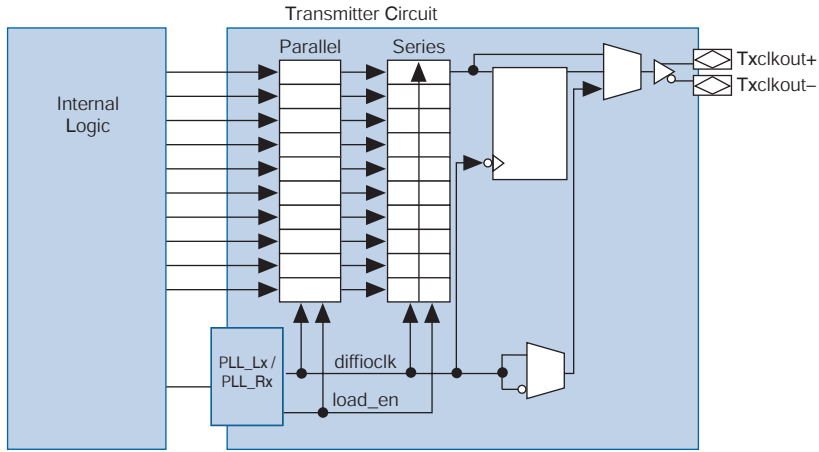 Transmitter Circuit
Parallel
Series
Txclkout+
Txclkout–
Internal
Logic
PLL_Lx /
PLL_Rx
diffioclk
load_en